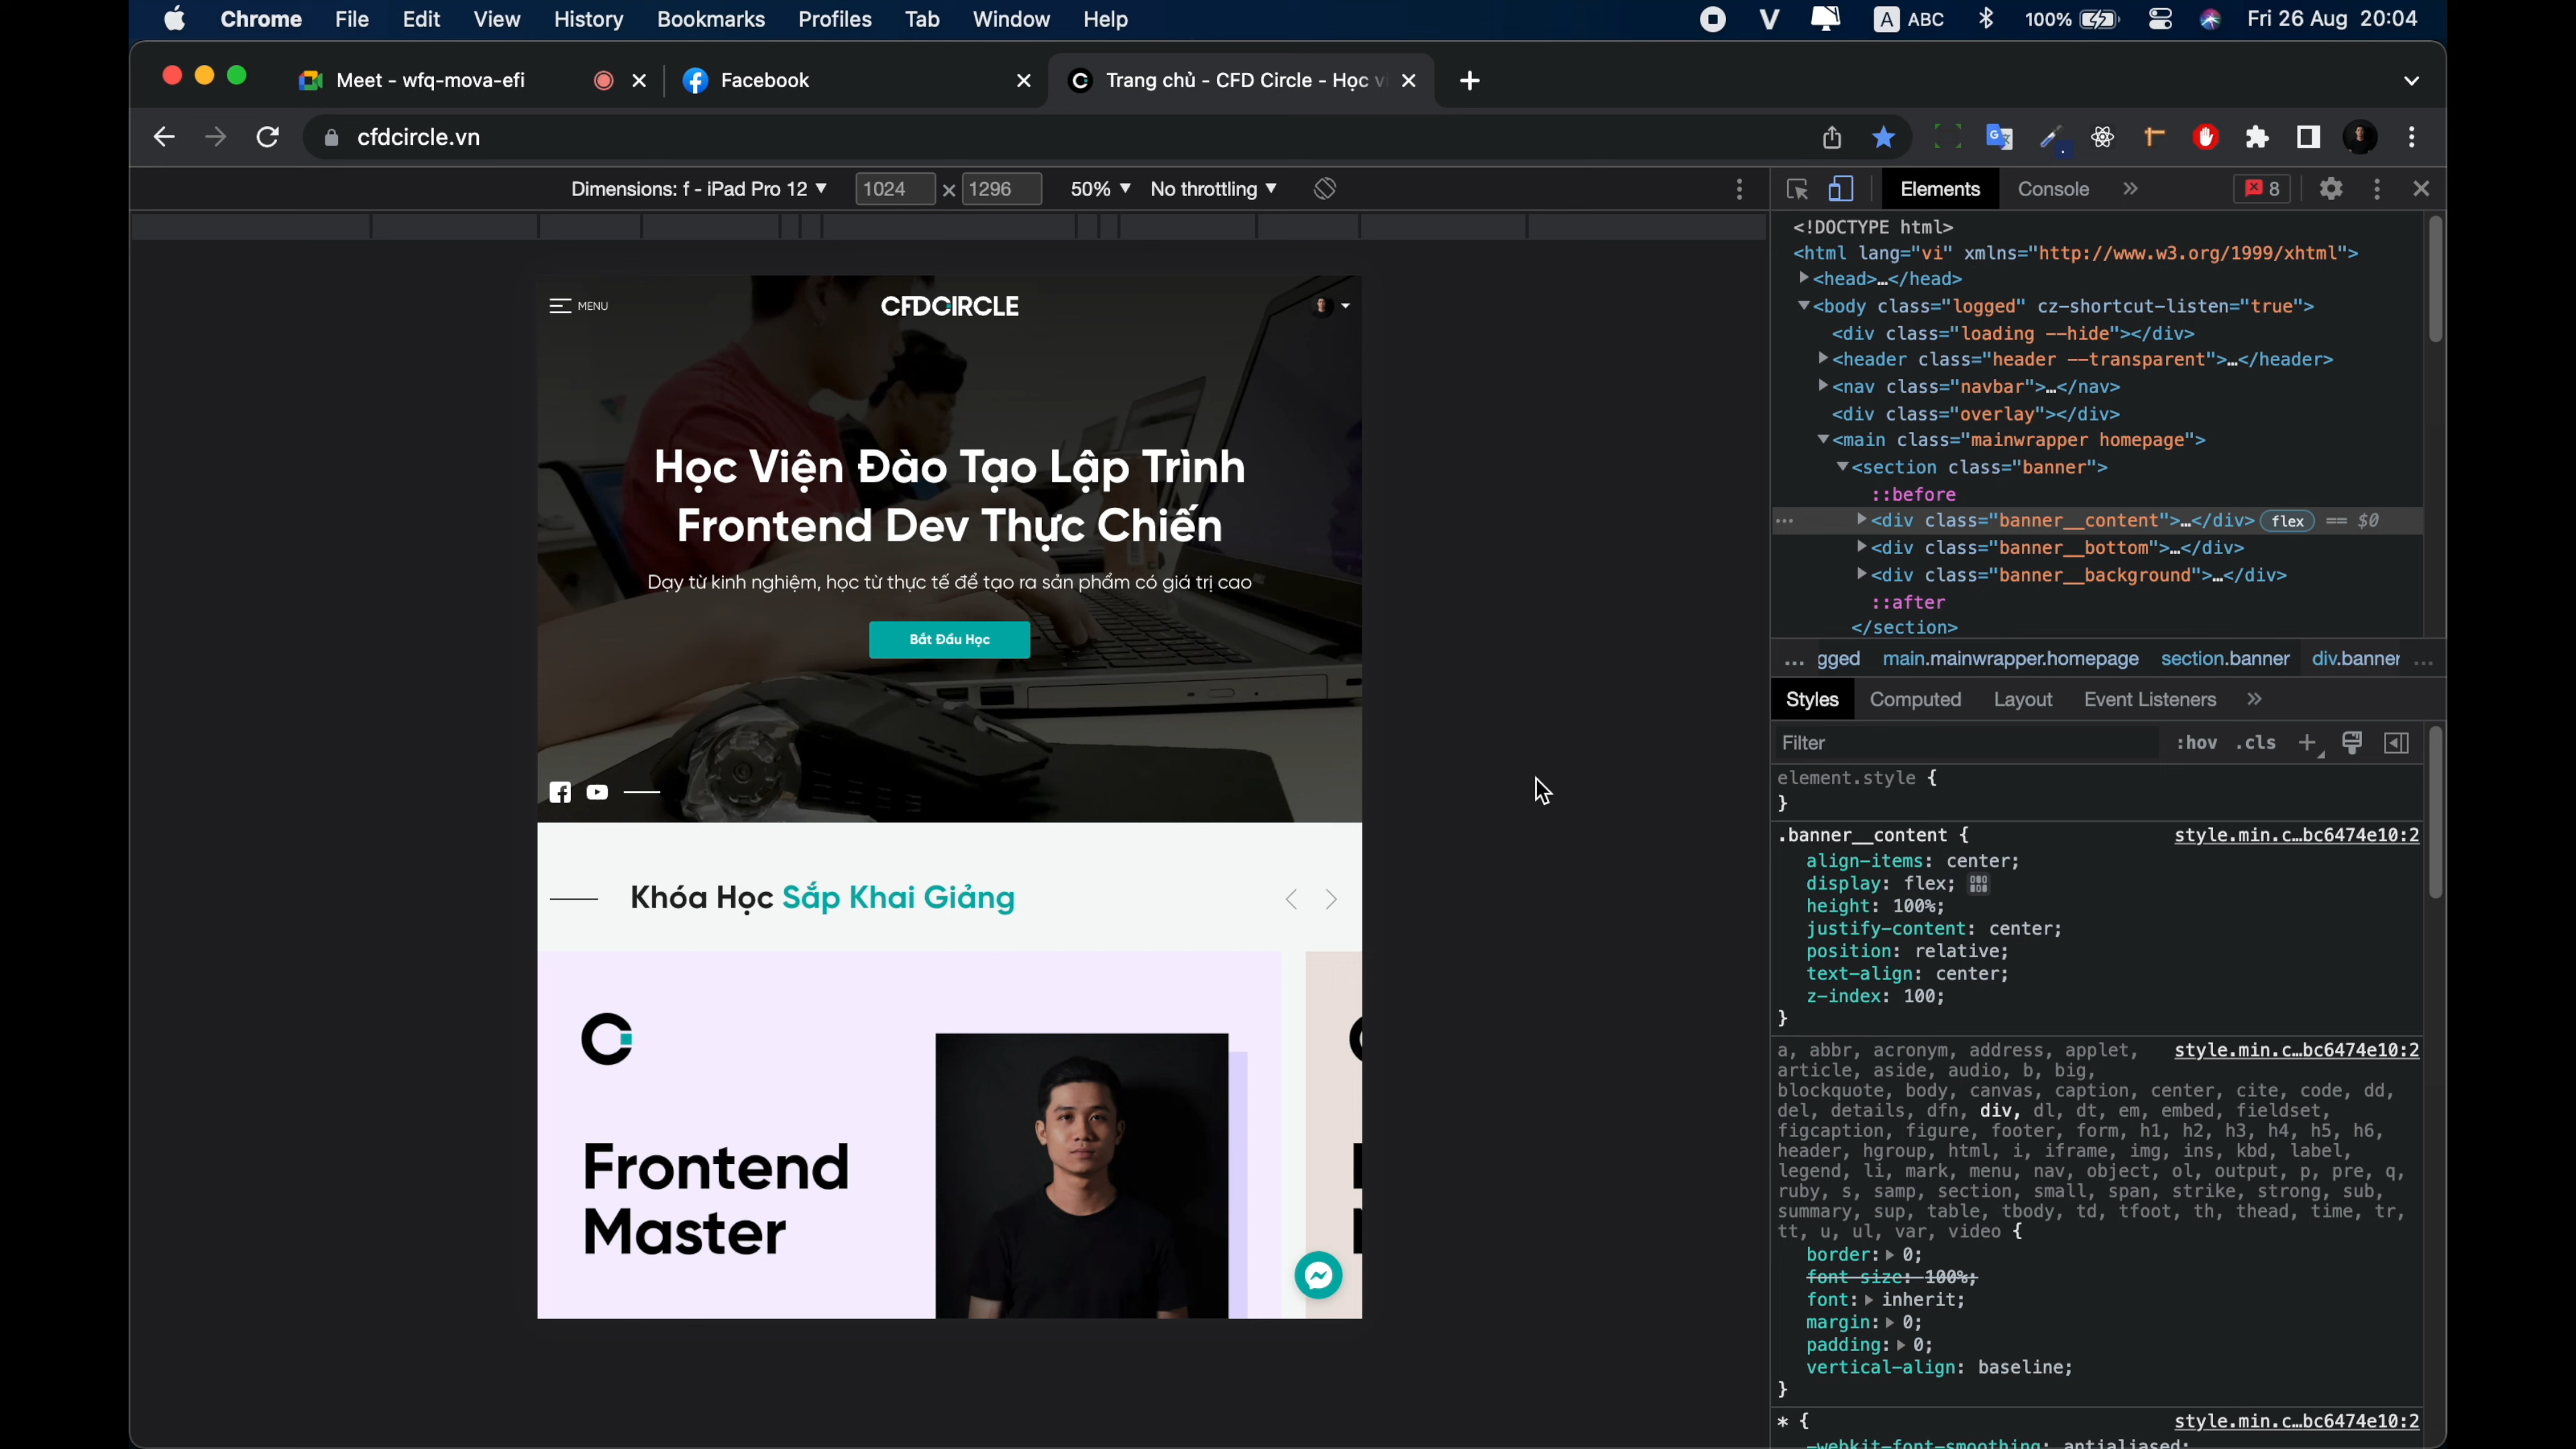 Chrome File Edit View History Bookmarks Profiles Tab Window Help
A ABC 100% Fri 26 Aug 20:04
Meet - wfq-mova-efi Facebook Trang chủ - CFD Circle - Học
cfdcircle.vn
Dimensions: f - iPad Pro 12 ▼ 1024 × 1296 50% ▼ No throttling ▼
MENU
CFDCIRCLE
Học Viện Đào Tạo Lập Trình
Frontend Dev Thực Chiến
Dạy từ kinh nghiệm, học từ thực tế để tạo ra sản phẩm có giá trị cao
Bắt Đầu Học
Khóa Học Sắp Khai Giảng
Frontend
Master
Elements Console » 8
<!DOCTYPE html>
<html lang="vi" xmlns="http://www.w3.org/1999/xhtml">
<head>…</head>
<body class="logged" cz-shortcut-listen="true">
<div class="loading --hide"></div>
<header class="header --transparent">…</header>
<nav class="navbar">…</nav>
<div class="overlay"></div>
<main class="mainwrapper homepage">
<section class="banner">
::before
<div class="banner__content">…</div> flex == $0
<div class="banner__bottom">…</div>
<div class="banner__background">…</div>
::after
</section>
… gged main.mainwrapper.homepage section.banner div.banner …
Styles Computed Layout Event Listeners »
Filter :hov .cls +
element.style {
}
.banner__content { style.min.c…bc6474e10:2
align-items: center;
display: flex;
height: 100%;
justify-content: center;
position: relative;
text-align: center;
z-index: 100;
}
a, abbr, acronym, address, applet, style.min.c…bc6474e10:2
article, aside, audio, b, big,
blockquote, body, canvas, caption, center, cite, code, dd,
del, details, dfn, div, dl, dt, em, embed, fieldset,
figcaption, figure, footer, form, h1, h2, h3, h4, h5, h6,
header, hgroup, html, i, iframe, img, ins, kbd, label,
legend, li, mark, menu, nav, object, ol, output, p, pre, q,
ruby, s, samp, section, small, span, strike, strong, sub,
summary, sup, table, tbody, td, tfoot, th, thead, time, tr,
tt, u, ul, var, video {
border: 0;
font-size: 100%;
font: inherit;
margin: 0;
padding: 0;
vertical-align: baseline;
}
* { style.min.c…bc6474e10:2
-webkit-font-smoothing: antialiased;